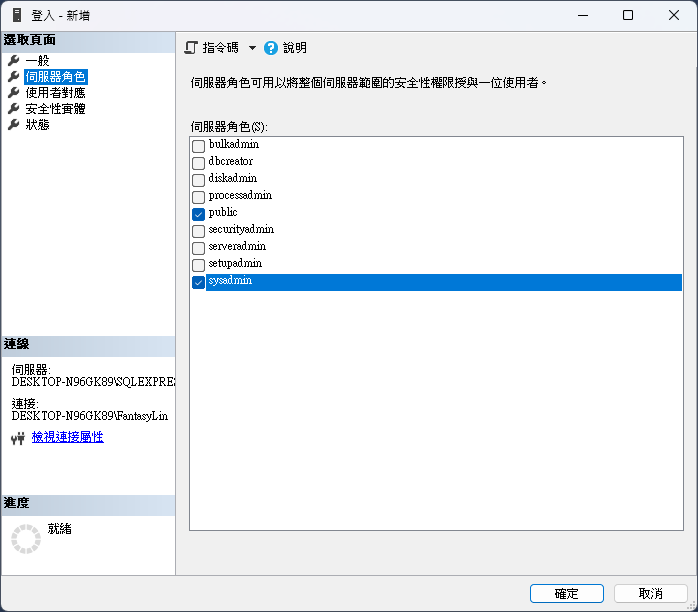 登入 - 新增
選取頁面
一般
伺服器角色
使用者對應
安全性實體
狀態
指令碼
說明
伺服器角色可用以將整個伺服器範圍的安全性權限授與一位使用者。
伺服器角色(S):
bulkadmin
dbcreator
diskadmin
processadmin
public
securityadmin
serveradmin
setupadmin
sysadmin
連線
伺服器:
DESKTOP-N96GK89\SQLEXPRES
連接:
DESKTOP-N96GK89\FantasyLin
檢視連接屬性
進度
就緒
確定
取消